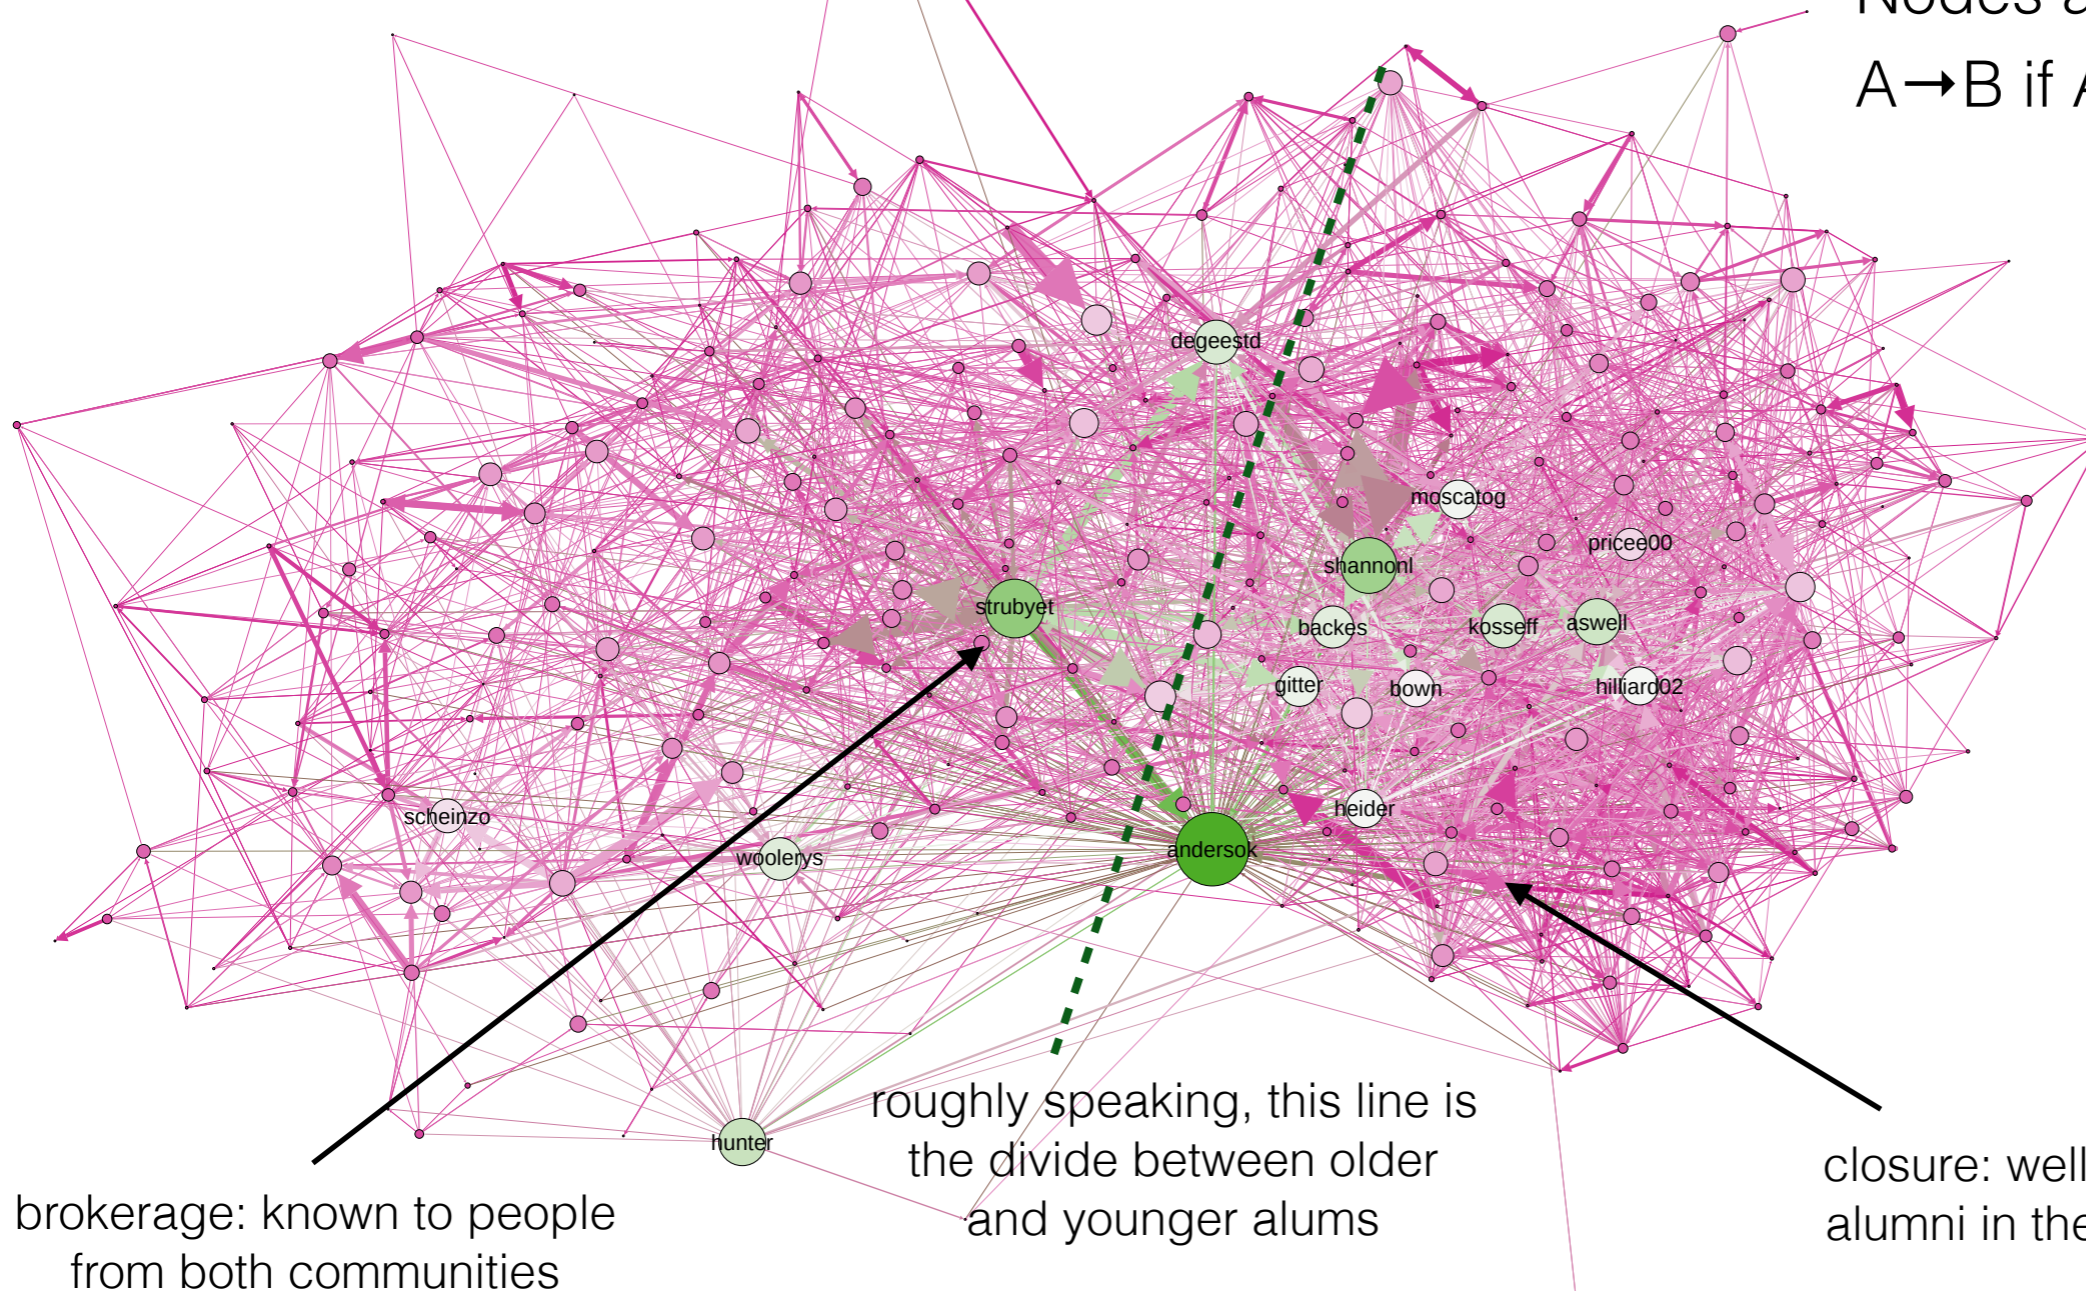 Nodes a
A→B if A
degeestd
moscatog
pricee00
shannonl
strubyet
backes
kosseff
aswell
gitter
bown
hilliard02
heider
scheinzo
woolerys
andersok
hunter
roughly speaking, this line is
the divide between older
and younger alums
brokerage: known to people
from both communities
closure: well
alumni in the